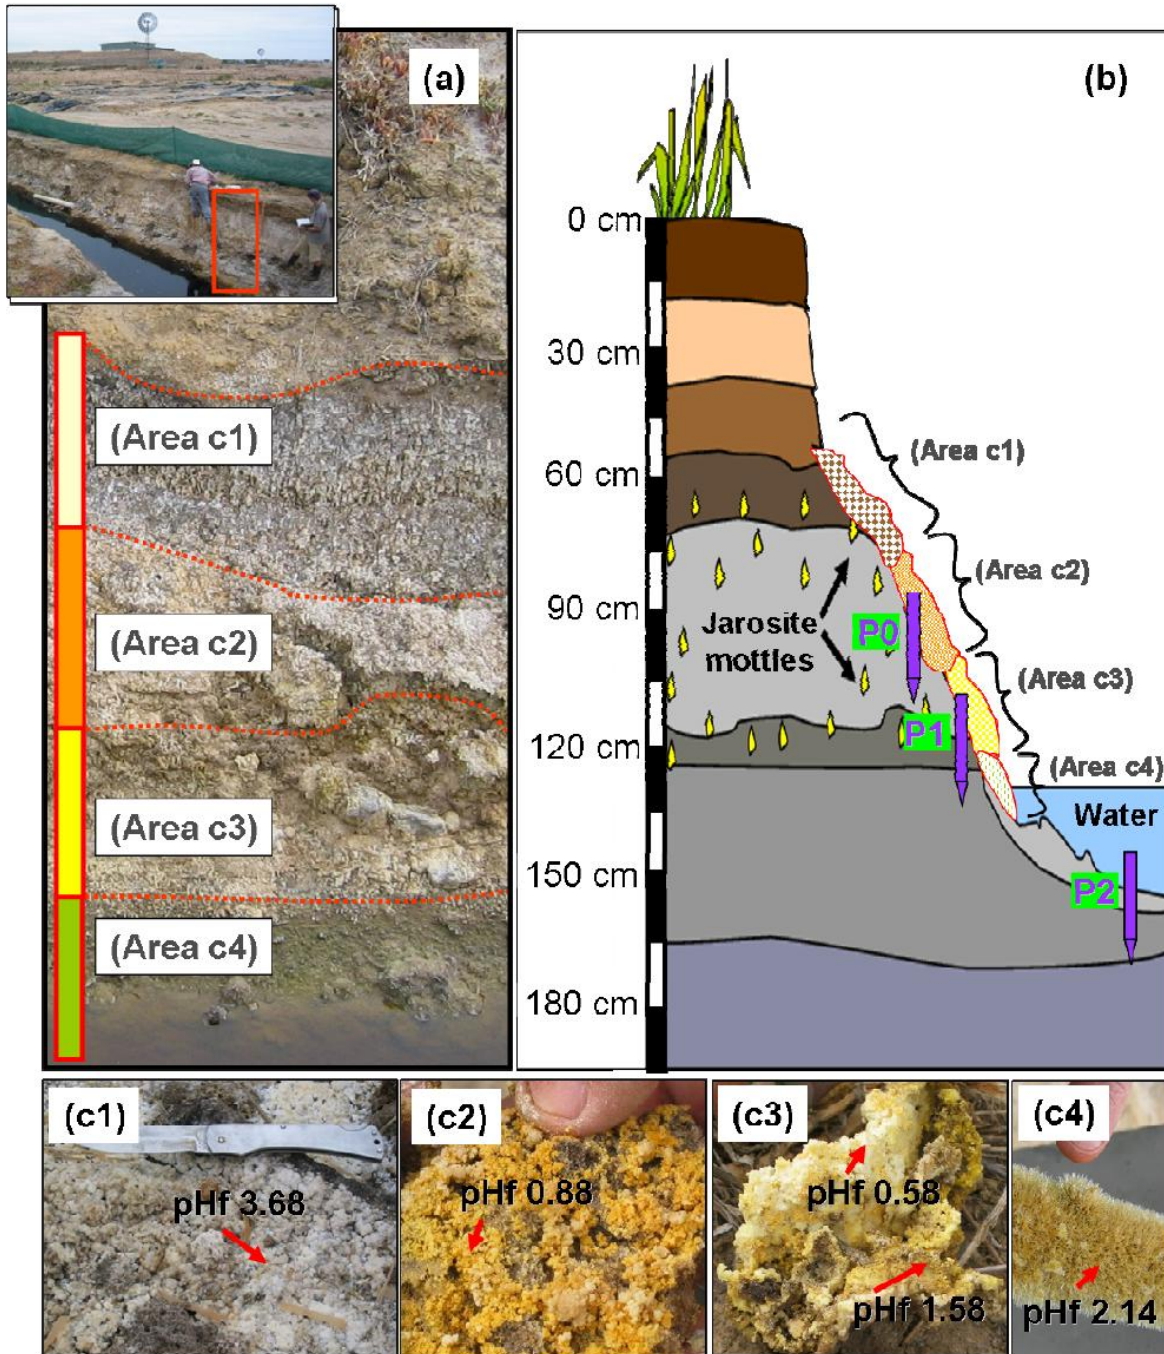 (a)
(Area c1)
(Area c2)
(Area c3)
(Area c4)
(b)
0 cm
30 cm
60 cm
90 cm
120 cm
150 cm
180 cm
(Area c1)
(Area c2)
(Area c3)
(Area c4)
Jarosite
mottles
P0
P1
Water
P2
(c1)
pHf 3.68
(c2)
pHf 0.88
(c3)
pHf 0.58
pHf 1.58
(c4)
pHf 2.14